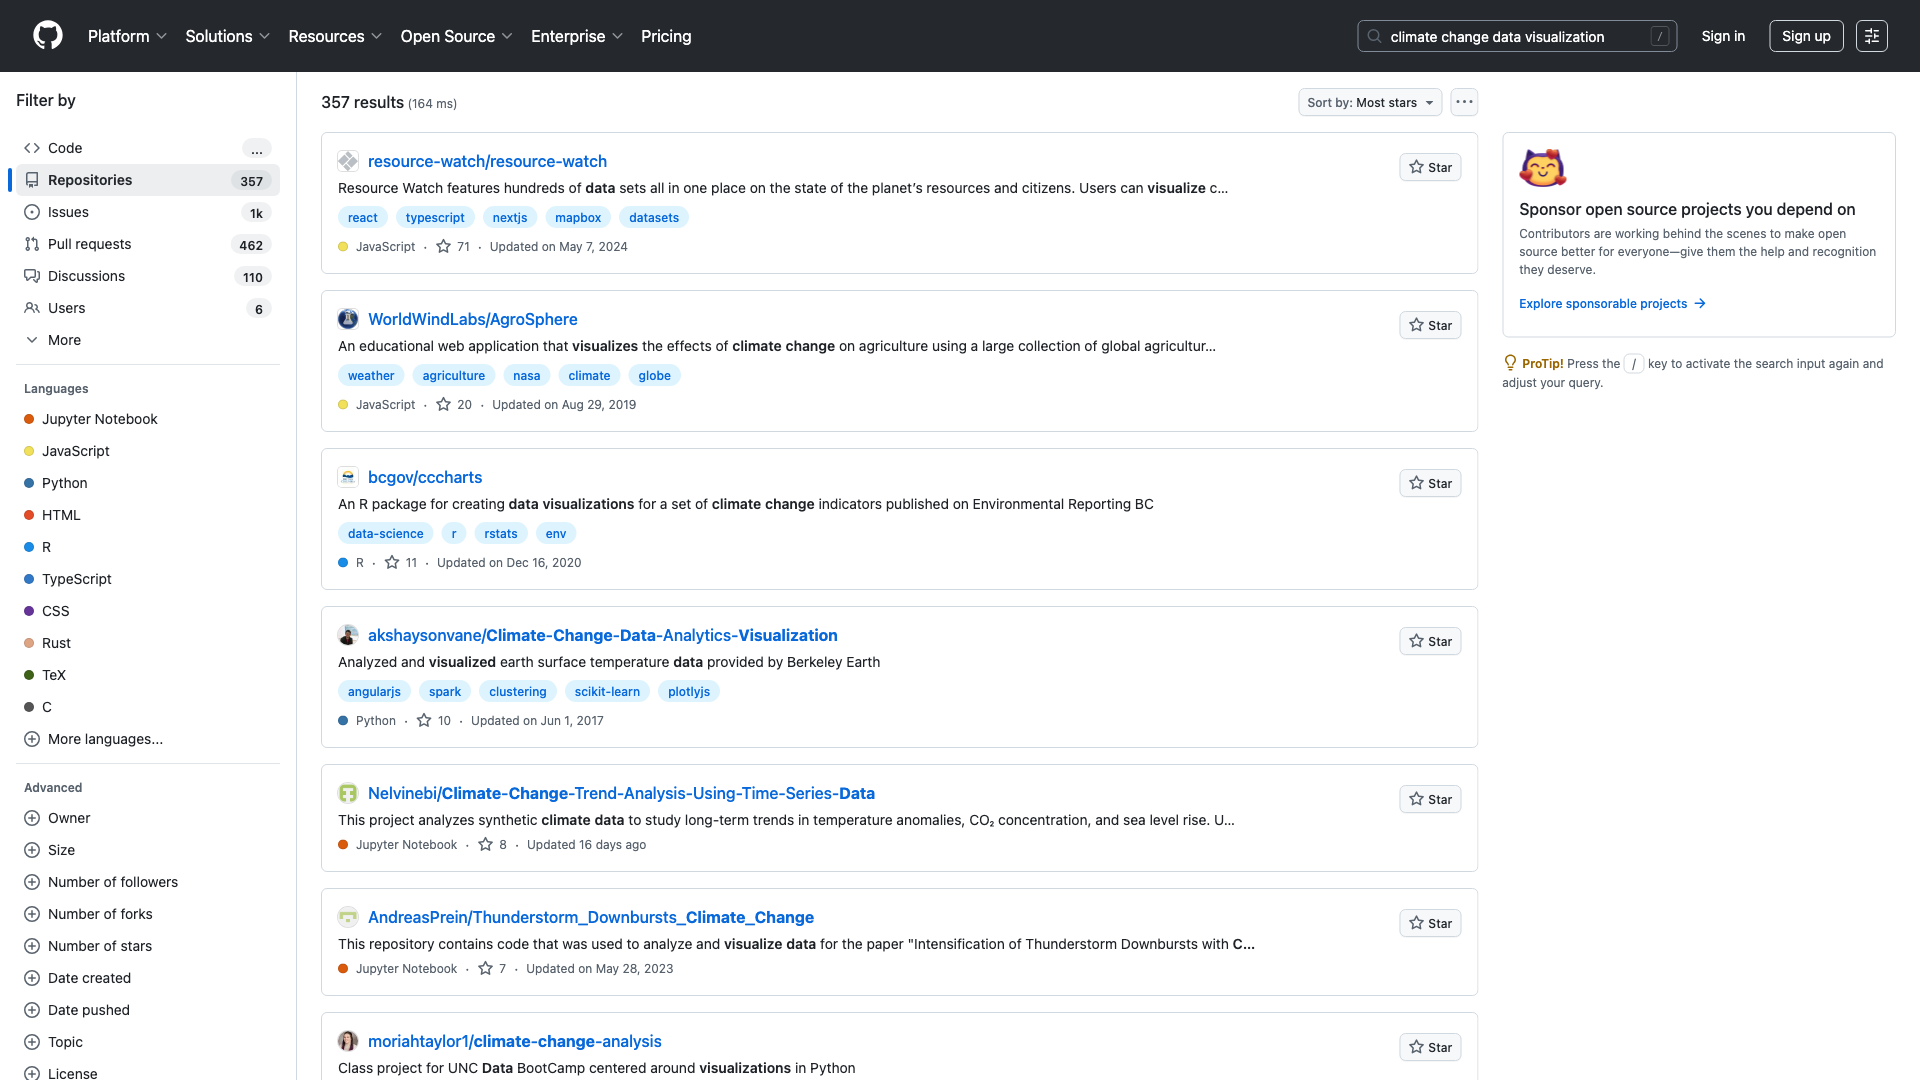 Platform Solutions Resources Open Source Enterprise Pricing climate change data visualization / Sign in Sign up
Filter by
Code ...
Repositories 357
Issues 1k
Pull requests 462
Discussions 110
Users 6
More
Languages
Jupyter Notebook
JavaScript
Python
HTML
R
TypeScript
CSS
Rust
TeX
C
More languages...
Advanced
Owner
Size
Number of followers
Number of forks
Number of stars
Date created
Date pushed
Topic
License
357 results (164 ms)
Sort by: Most stars
resource-watch/resource-watch
Star
Resource Watch features hundreds of data sets all in one place on the state of the planet’s resources and citizens. Users can visualize c...
react typescript nextjs mapbox datasets
JavaScript · 71 · Updated on May 7, 2024
WorldWindLabs/AgroSphere
Star
An educational web application that visualizes the effects of climate change on agriculture using a large collection of global agricultur...
weather agriculture nasa climate globe
JavaScript · 20 · Updated on Aug 29, 2019
bcgov/cccharts
Star
An R package for creating data visualizations for a set of climate change indicators published on Environmental Reporting BC
data-science r rstats env
R · 11 · Updated on Dec 16, 2020
akshaysonvane/Climate-Change-Data-Analytics-Visualization
Star
Analyzed and visualized earth surface temperature data provided by Berkeley Earth
angularjs spark clustering scikit-learn plotlyjs
Python · 10 · Updated on Jun 1, 2017
Nelvinebi/Climate-Change-Trend-Analysis-Using-Time-Series-Data
Star
This project analyzes synthetic climate data to study long-term trends in temperature anomalies, CO₂ concentration, and sea level rise. U...
Jupyter Notebook · 8 · Updated 16 days ago
AndreasPrein/Thunderstorm_Downbursts_Climate_Change
Star
This repository contains code that was used to analyze and visualize data for the paper "Intensification of Thunderstorm Downbursts with C...
Jupyter Notebook · 7 · Updated on May 28, 2023
moriahtaylor1/climate-change-analysis
Star
Class project for UNC Data BootCamp centered around visualizations in Python
Sponsor open source projects you depend on
Contributors are working behind the scenes to make open
source better for everyone—give them the help and recognition
they deserve.
Explore sponsorable projects →
ProTip! Press the / key to activate the search input again and
adjust your query.